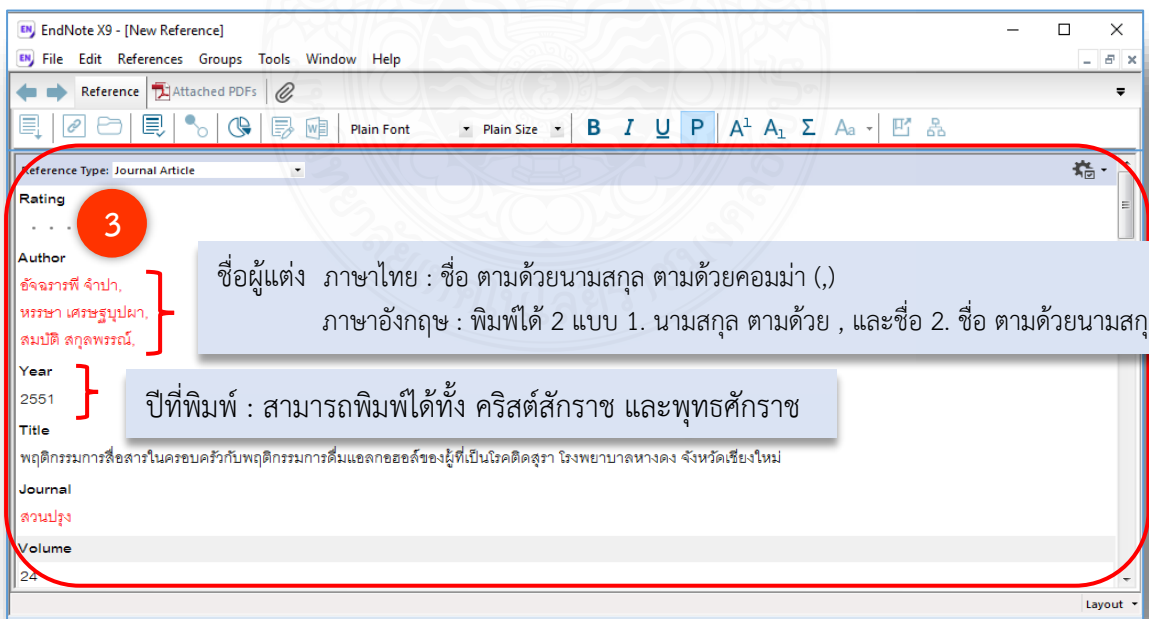 EndNote X9 - [New Reference]
File Edit References Groups Tools Window Help
Reference Attached PDFs
Plain Font Plain Size B I U P A¹ A₁ Σ Aa
Reference Type: Journal Article
Rating
3
Author
อัจฉราพี จำปา,
หรรษา เศรษฐบุปผา,
สมบัติ สกุลพรรณ์,
ชื่อผู้แต่ง ภาษาไทย : ชื่อ ตามด้วยนามสกุล ตามด้วยคอมม่า (,)
ภาษาอังกฤษ : พิมพ์ได้ 2 แบบ 1. นามสกุล ตามด้วย , และชื่อ 2. ชื่อ ตามด้วยนามสกุ
Year
2551
ปีที่พิมพ์ : สามารถพิมพ์ได้ทั้ง คริสต์สักราช และพุทธศักราช
Title
พฤติกรรมการสื่อสารในครอบครัวกับพฤติกรรมการดื่มแอลกอฮอล์ของผู้ที่เป็นโรคติดสุรา โรงพยาบาลหางดง จังหวัดเชียงใหม่
Journal
สวนปรุง
Volume
24
Layout